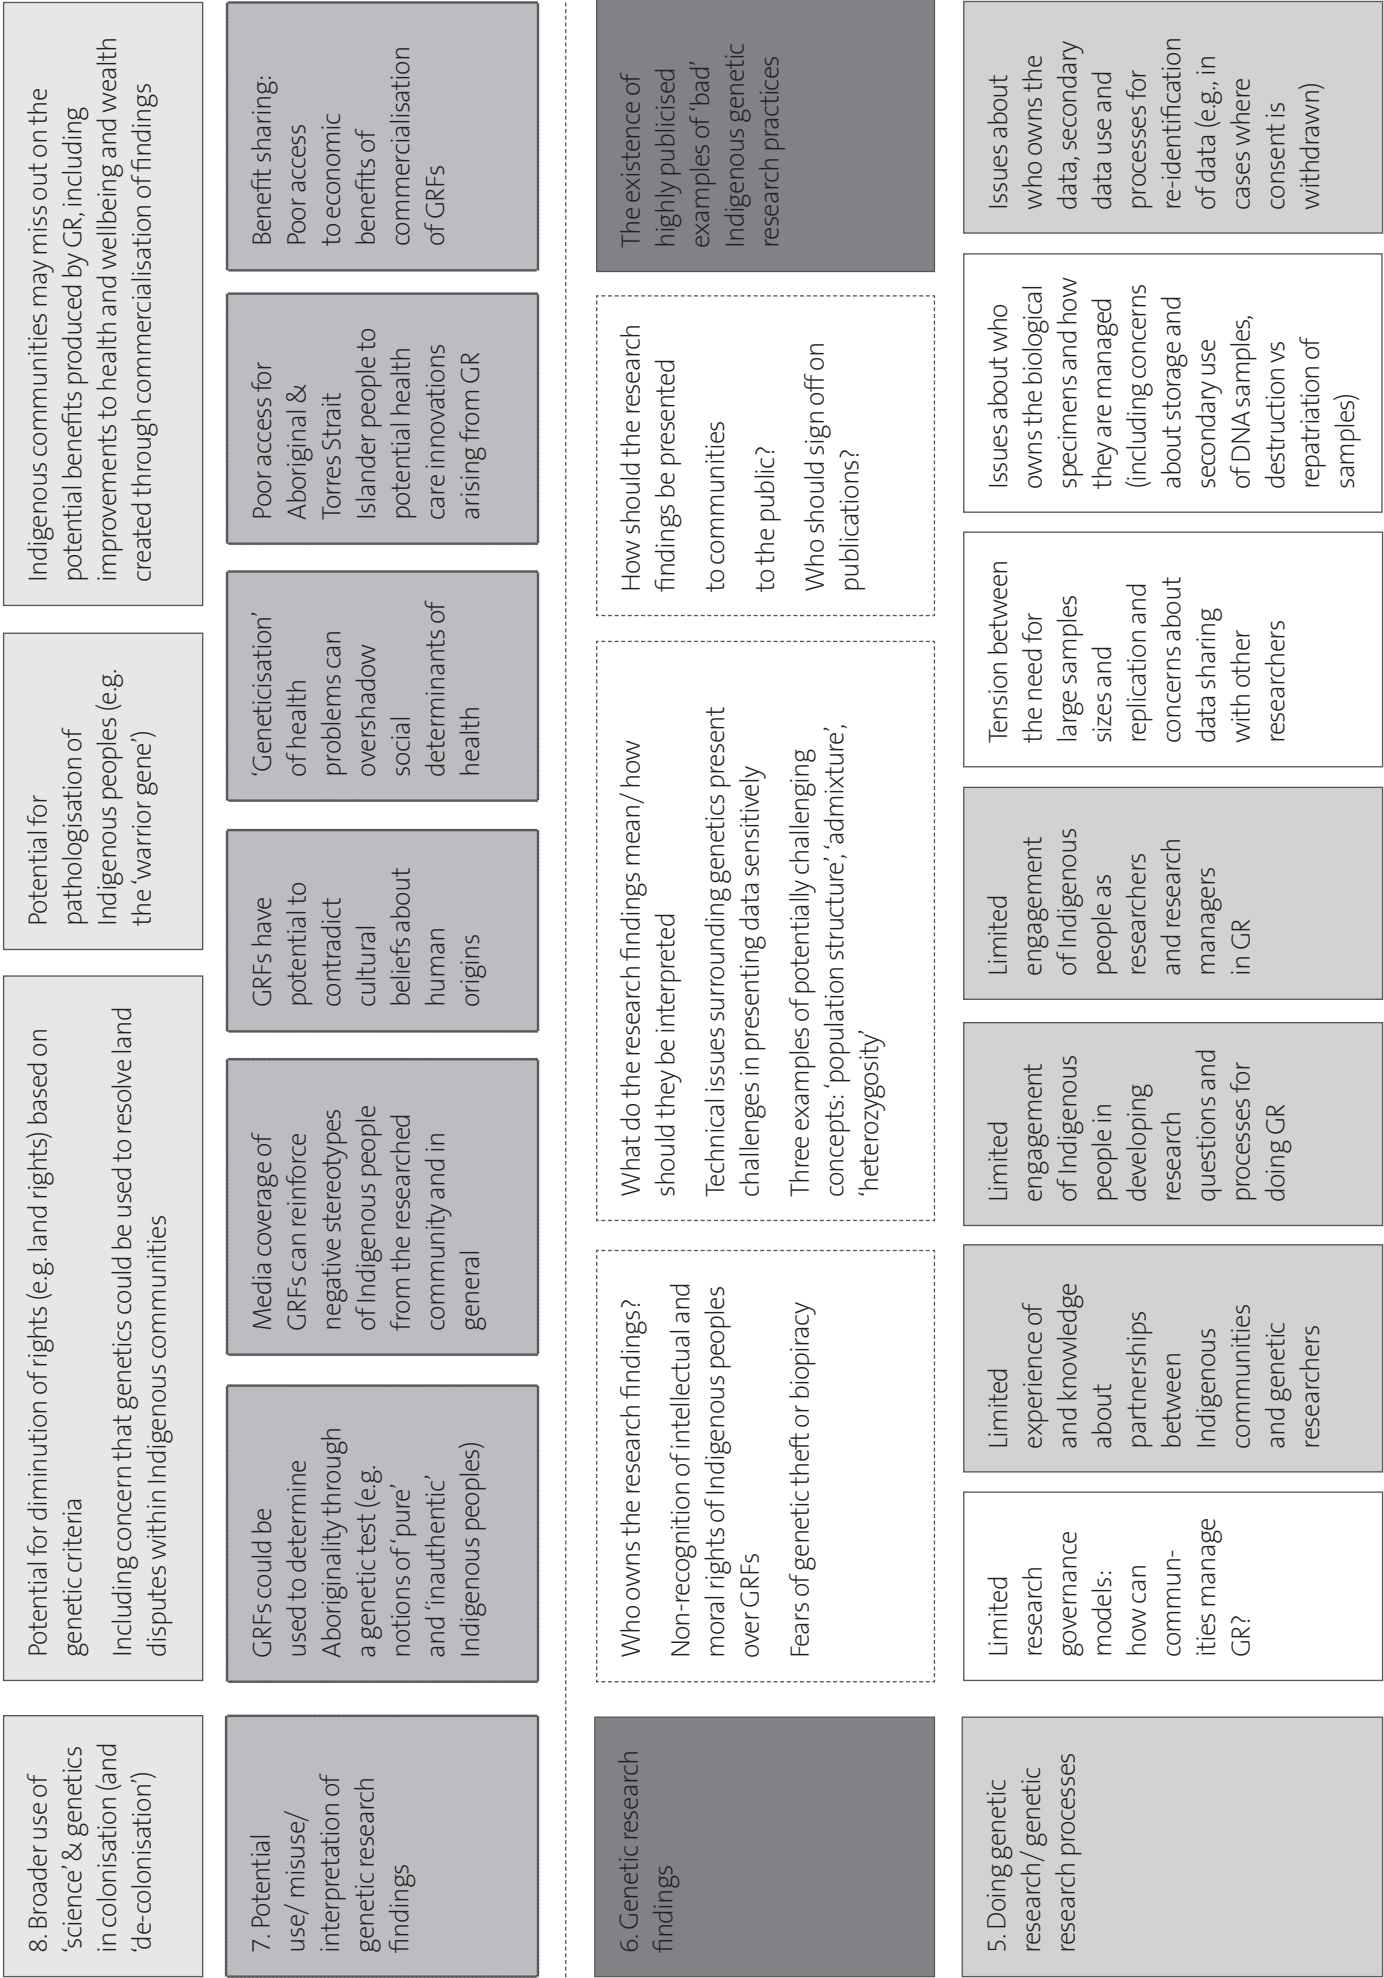 8. Broader use of
‘science’ & genetics
in colonisation (and
‘de-colonisation’)
Potential for diminution of rights (e.g. land rights) based on
genetic criteria
Including concern that genetics could be used to resolve land
disputes within Indigenous communities
Potential for
pathologisation of
Indigenous peoples (e.g.
the ‘warrior gene’)
Indigenous communities may miss out on the
potential benefits produced by GR, including
improvements to health and wellbeing and wealth
created through commercialisation of findings
7. Potential
use/ misuse/
interpretation of
genetic research
findings
GRFs could be
used to determine
Aboriginality through
a genetic test (e.g.
notions of ‘pure’
and ‘inauthentic’
Indigenous peoples)
Media coverage of
GRFs can reinforce
negative stereotypes
of Indigenous people
from the researched
community and in
general
GRFs have
potential to
contradict
cultural
beliefs about
human
origins
‘Geneticisation’
of health
problems can
overshadow
social
determinants of
health
Poor access for
Aboriginal &
Torres Strait
Islander people to
potential health
care innovations
arising from GR
Benefit sharing:
Poor access
to economic
benefits of
commercialisation
of GRFs
6. Genetic research
findings
Who owns the research findings?
Non-recognition of intellectual and
moral rights of Indigenous peoples
over GRFs
Fears of genetic theft or biopiracy
What do the research findings mean/ how
should they be interpreted
Technical issues surrounding genetics present
challenges in presenting data sensitively
Three examples of potentially challenging
concepts: ‘population structure’, ‘admixture’,
‘heterozygosity’
How should the research
findings be presented
to communities
to the public?
Who should sign off on
publications?
The existence of
highly publicised
examples of ‘bad’
Indigenous genetic
research practices
5. Doing genetic
research/ genetic
research processes
Limited
research
governance
models:
how can
commun-
ities manage
GR?
Limited
experience of
and knowledge
about
partnerships
between
Indigenous
communities
and genetic
researchers
Limited
engagement
of Indigenous
people in
developing
research
questions and
processes for
doing GR
Limited
engagement
of Indigenous
people as
researchers
and research
managers
in GR
Tension between
the need for
large samples
sizes and
replication and
concerns about
data sharing
with other
researchers
Issues about who
owns the biological
specimens and how
they are managed
(including concerns
about storage and
secondary use
of DNA samples,
destruction vs
repatriation of
samples)
Issues about
who owns the
data, secondary
data use and
processes for
re-identification
of data (e.g., in
cases where
consent is
withdrawn)